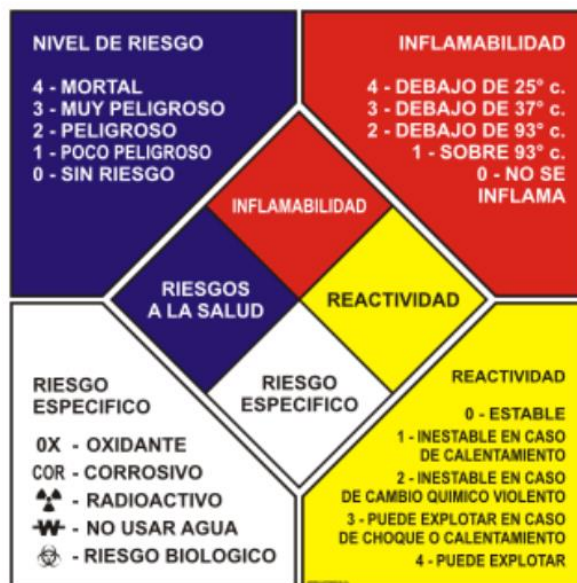 NIVEL DE RIESGO
4 - MORTAL
3 - MUY PELIGROSO
2 - PELIGROSO
1 - POCO PELIGROSO
0 - SIN RIESGO
INFLAMABILIDAD
4 - DEBAJO DE 25° c.
3 - DEBAJO DE 37° c.
2 - DEBAJO DE 93° c.
1 - SOBRE 93° c.
0 - NO SE
INFLAMA
INFLAMABILIDAD
RIESGOS
A LA SALUD
REACTIVIDAD
RIESGO
ESPECIFICO
RIESGO
ESPECIFICO
0X - OXIDANTE
COR - CORROSIVO
- RADIOACTIVO
W - NO USAR AGUA
- RIESGO BIOLOGICO
REACTIVIDAD
0 - ESTABLE
1 - INESTABLE EN CASO
DE CALENTAMIENTO
2 - INESTABLE EN CASO
DE CAMBIO QUIMICO VIOLENTO
3 - PUEDE EXPLOTAR EN CASO
DE CHOQUE O CALENTAMIENTO
4 - PUEDE EXPLOTAR